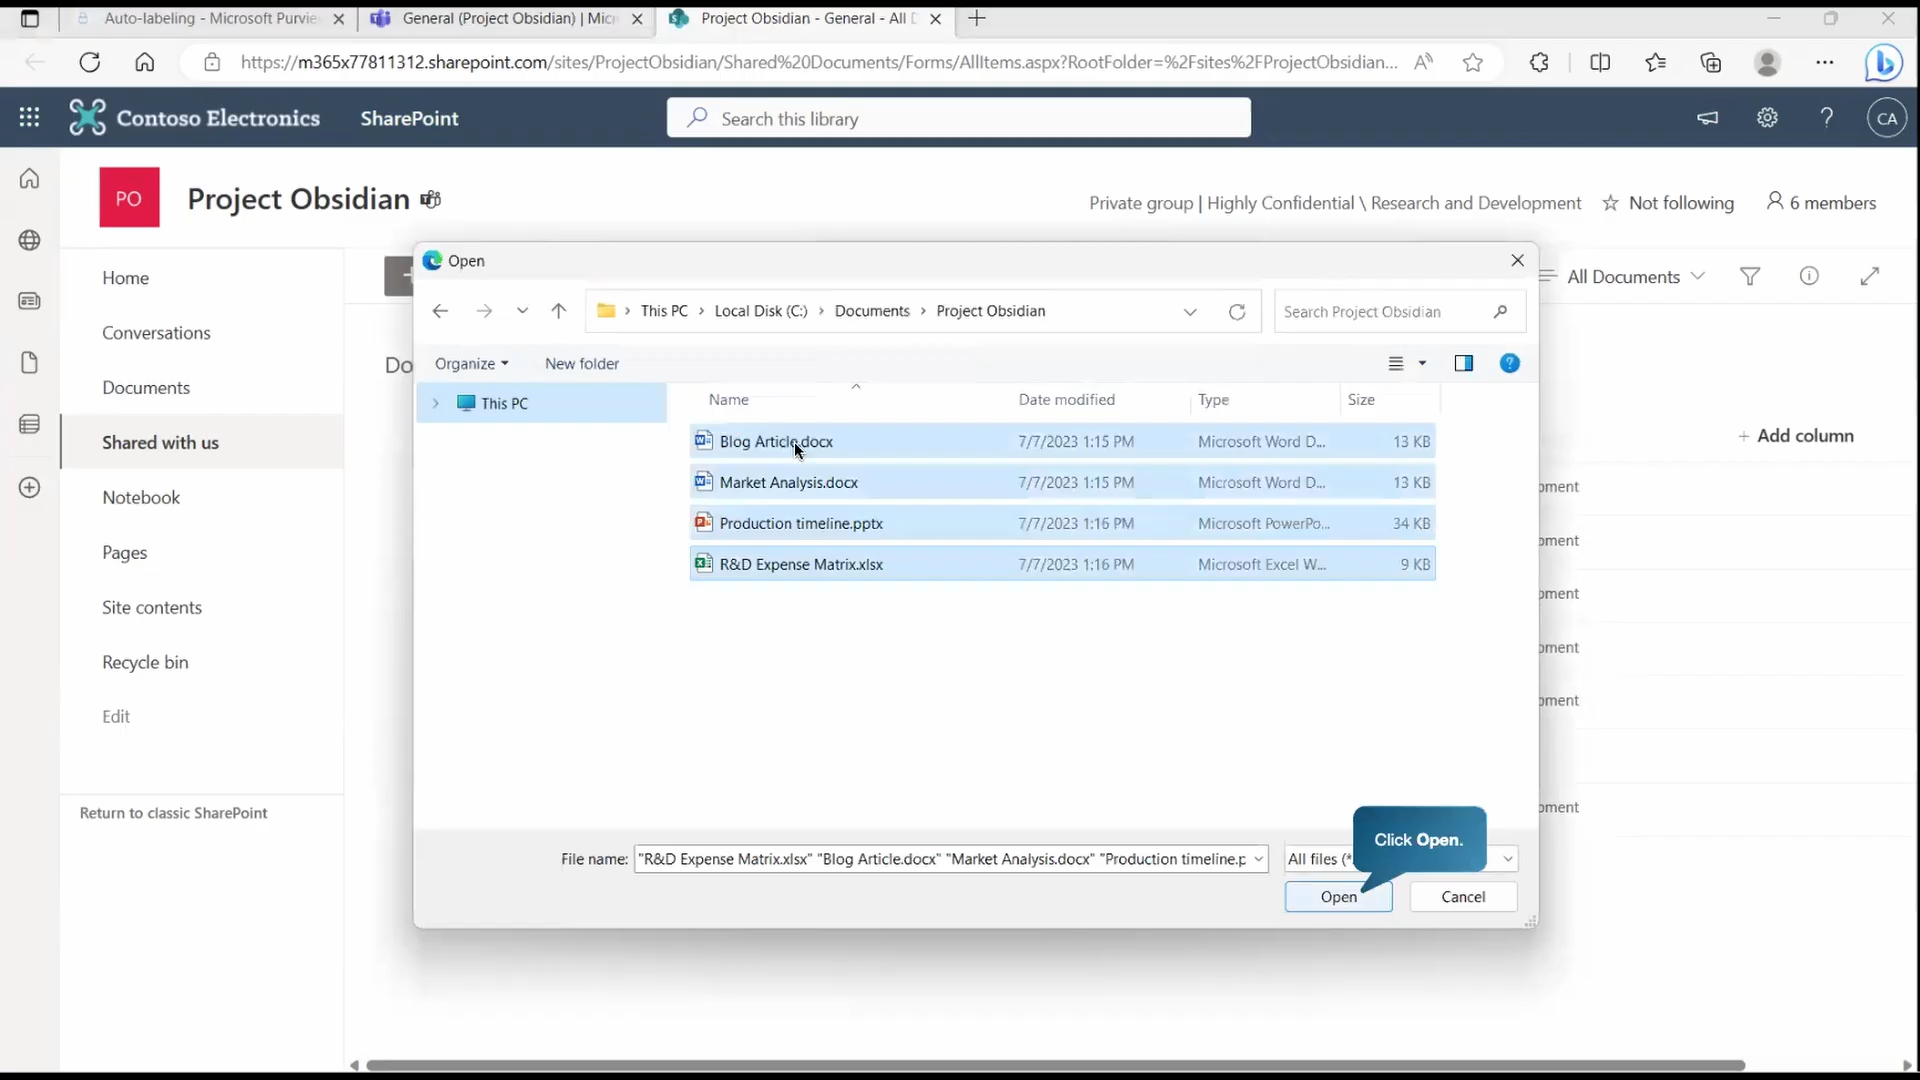 Auto-labeling - Microsoft Purvie
General (Project Obsidian) | Mic
Project Obsidian - General - All D
https://m365x77811312.sharepoint.com/sites/ProjectObsidian/Shared%20Documents/Forms/AllItems.aspx?RootFolder=%2Fsites%2FProjectObsidian...
Contoso Electronics
SharePoint
Search this library
CA
PO
Project Obsidian
Private group | Highly Confidential \ Research and Development
Not following
6 members
Home
Conversations
Documents
Shared with us
Notebook
Pages
Site contents
Recycle bin
Edit
Return to classic SharePoint
Do
All Documents
+ Add column
pment
pment
pment
pment
pment
pment
Open
This PC > Local Disk (C:) > Documents > Project Obsidian
Search Project Obsidian
Organize
New folder
This PC
Name Date modified Type Size
Blog Article.docx 7/7/2023 1:15 PM Microsoft Word D... 13 KB
Market Analysis.docx 7/7/2023 1:15 PM Microsoft Word D... 13 KB
Production timeline.pptx 7/7/2023 1:16 PM Microsoft PowerPo... 34 KB
R&D Expense Matrix.xlsx 7/7/2023 1:16 PM Microsoft Excel W... 9 KB
Click Open.
File name: "R&D Expense Matrix.xlsx" "Blog Article.docx" "Market Analysis.docx" "Production timeline.p
All files (*
Open
Cancel